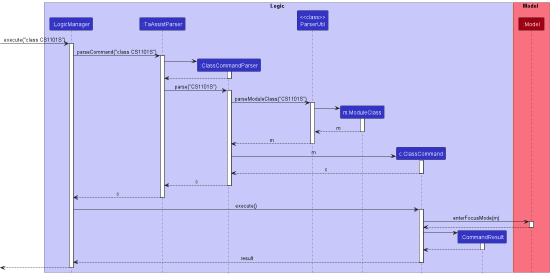 Logic
Model
:LogicManager
:TaAssistParser
<<class>>
ParserUtil
:Model
execute("class CS1101S")
parseCommand("class CS1101S")
:ClassCommandParser
parse("CS1101S")
parseModuleClass("CS1101S")
m:ModuleClass
m
m
m
c:ClassCommand
c
c
c
execute()
enterFocusMode(m)
:CommandResult
result